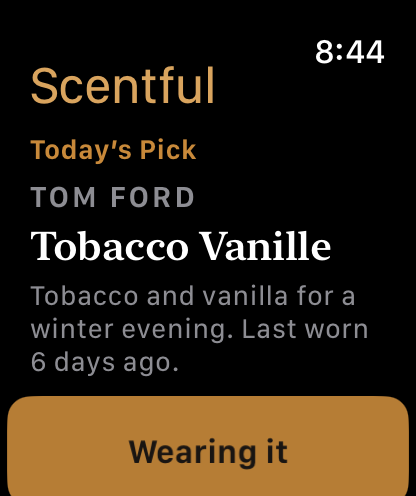 8:44
Scentful
Today's Pick
TOM FORD
Tobacco Vanille
Tobacco and vanilla for a
winter evening. Last worn
6 days ago.
Wearing it